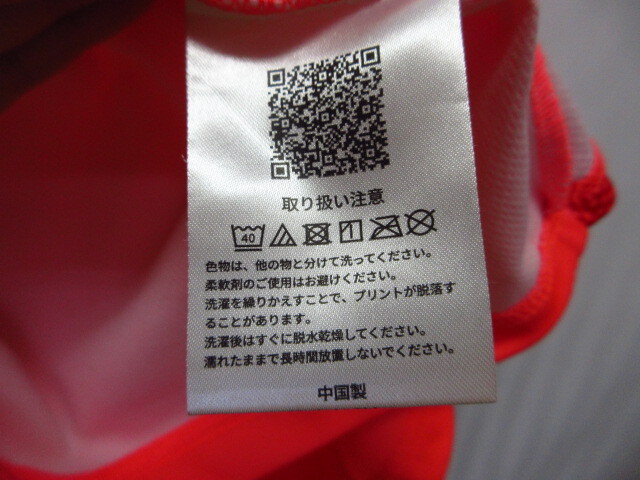 取り扱い注意
40
色物は、他の物と分けて洗ってください。
柔軟剤のご使用はお避けください。
洗濯を繰りかえすことで、プリントが脱落す
ることがあります。
洗濯後はすぐに脱水乾燥してください。
濡れたままで長時間放置しないでください。
中国製